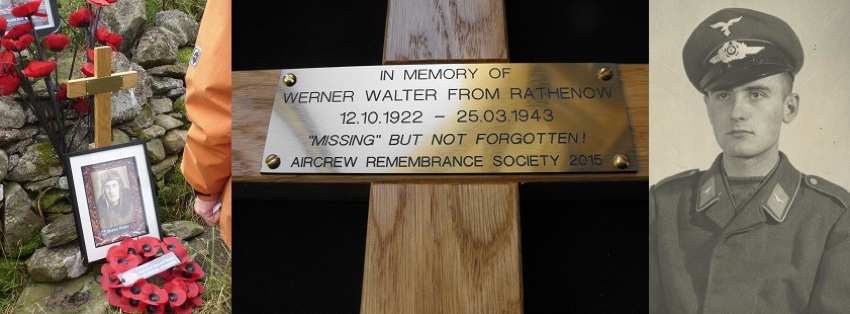 IN MEMORY OF
WERNER WALTER FROM RATHENOW
12.10.1922 - 25.03.1943
"MISSING" BUT NOT FORGOTTEN!
AIRCREW REMEMBRANCE SOCIETY 2015